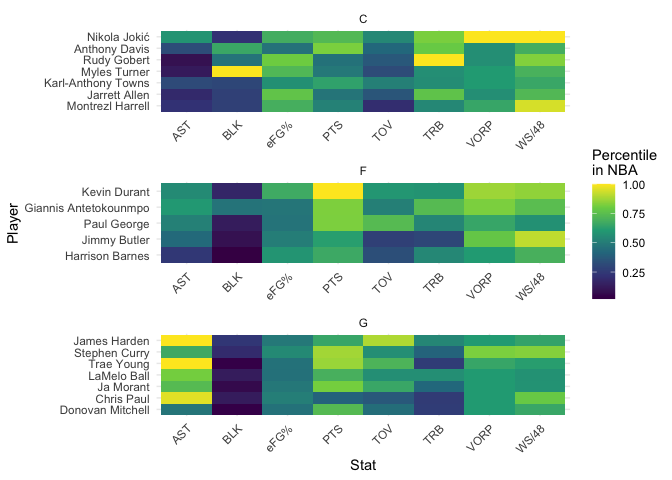 C
Nikola Jokić
Anthony Davis
Rudy Gobert
Myles Turner
Karl-Anthony Towns
Jarrett Allen
Montrezl Harrell
AST BLK eFG% PTS TOV TRB VORP WS/48
F
Kevin Durant
Giannis Antetokounmpo
Paul George
Jimmy Butler
Harrison Barnes
AST BLK eFG% PTS TOV TRB VORP WS/48
G
James Harden
Stephen Curry
Trae Young
LaMelo Ball
Ja Morant
Chris Paul
Donovan Mitchell
AST BLK eFG% PTS TOV TRB VORP WS/48
Stat
Player
Percentile
in NBA
1.00
0.75
0.50
0.25